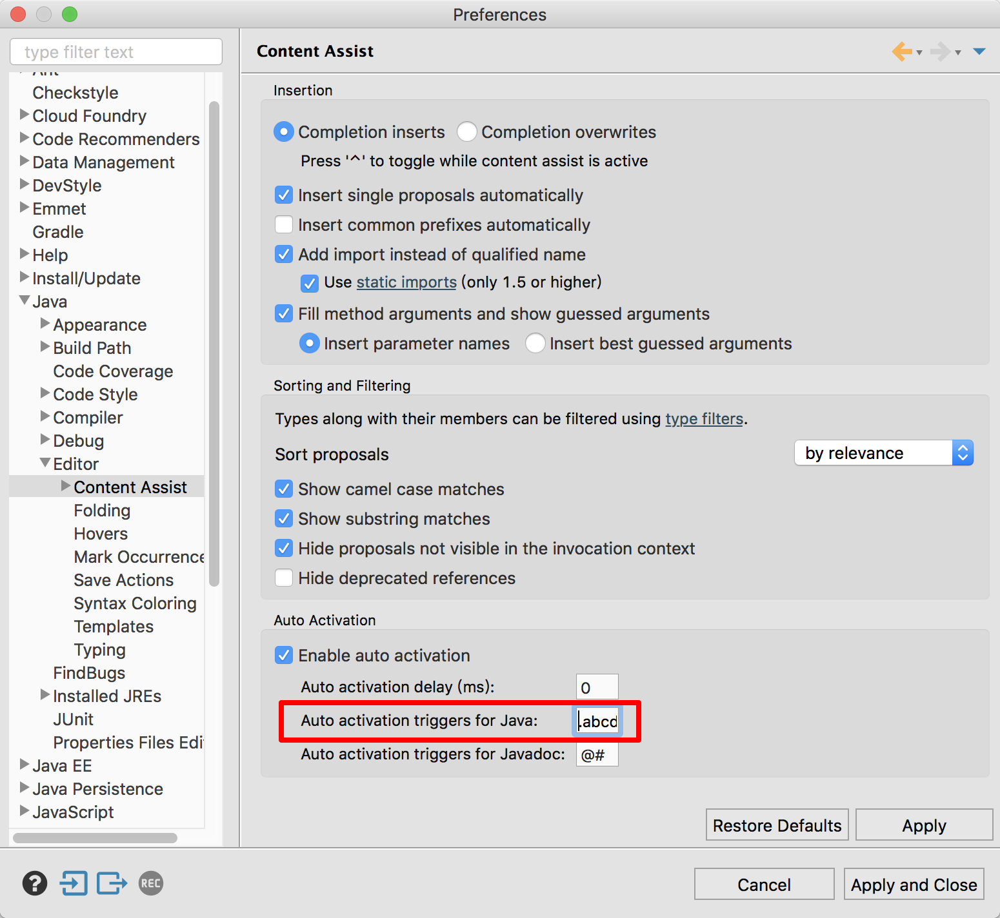 Preferences
type filter text
Ant
Checkstyle
Cloud Foundry
Code Recommenders
Data Management
DevStyle
Emmet
Gradle
Help
Install/Update
Java
Appearance
Build Path
Code Coverage
Code Style
Compiler
Debug
Editor
Content Assist
Folding
Hovers
Mark Occurrence
Save Actions
Syntax Coloring
Templates
Typing
FindBugs
Installed JREs
JUnit
Properties Files Edi
Java EE
Java Persistence
JavaScript
Content Assist
Insertion
Completion inserts Completion overwrites
Press '^' to toggle while content assist is active
Insert single proposals automatically
Insert common prefixes automatically
Add import instead of qualified name
Use static imports (only 1.5 or higher)
Fill method arguments and show guessed arguments
Insert parameter names Insert best guessed arguments
Sorting and Filtering
Types along with their members can be filtered using type filters.
Sort proposals by relevance
Show camel case matches
Show substring matches
Hide proposals not visible in the invocation context
Hide deprecated references
Auto Activation
Enable auto activation
Auto activation delay (ms): 0
Auto activation triggers for Java: .abcd
Auto activation triggers for Javadoc: @#
Restore Defaults Apply
? REC Cancel Apply and Close